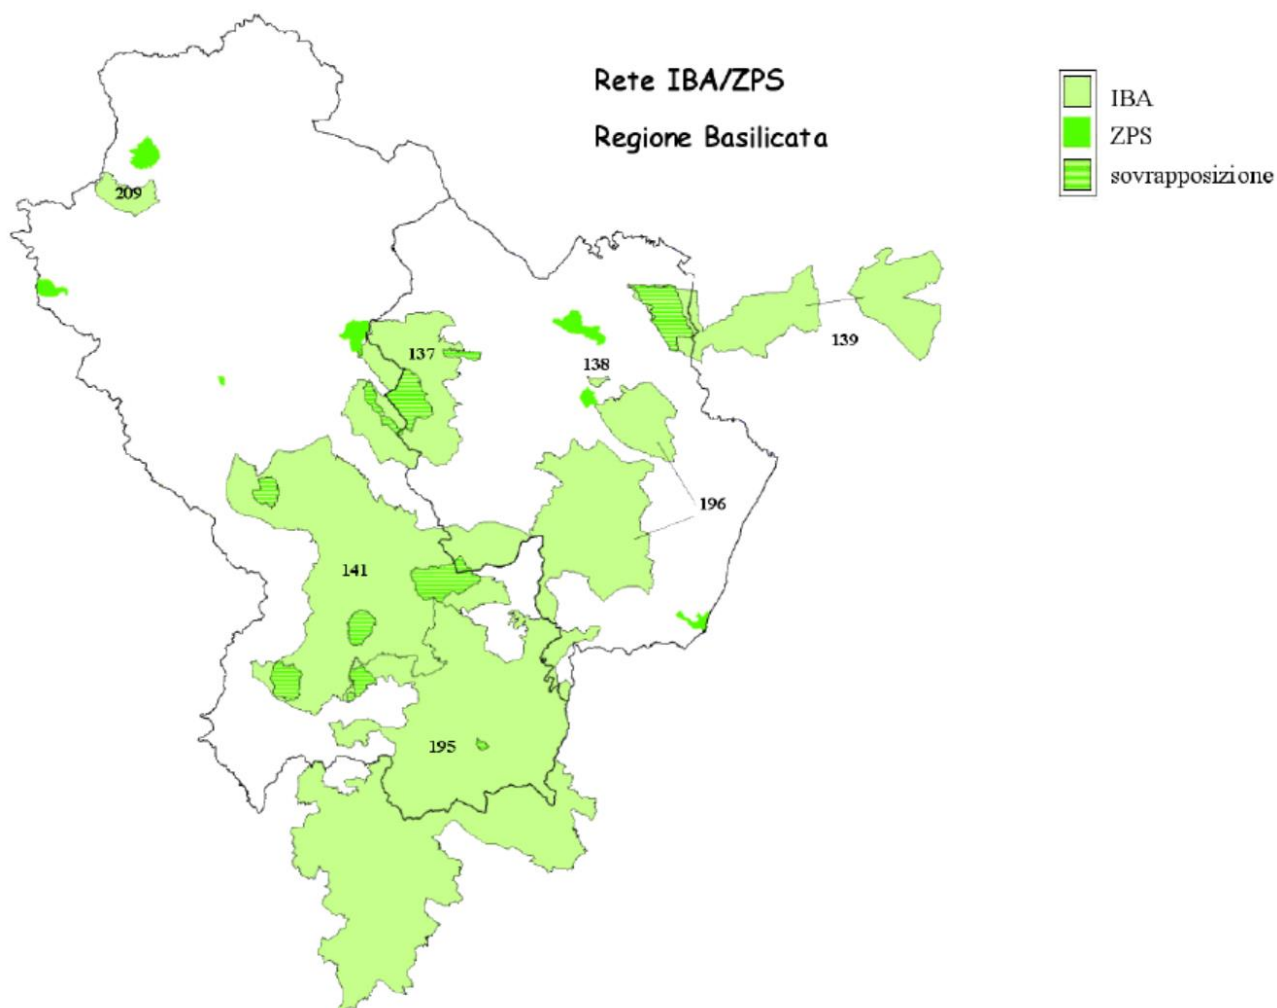 Rete IBA/ZPS
Regione Basilicata
IBA
ZPS
sovrapposizione
209
137
138
139
196
141
195